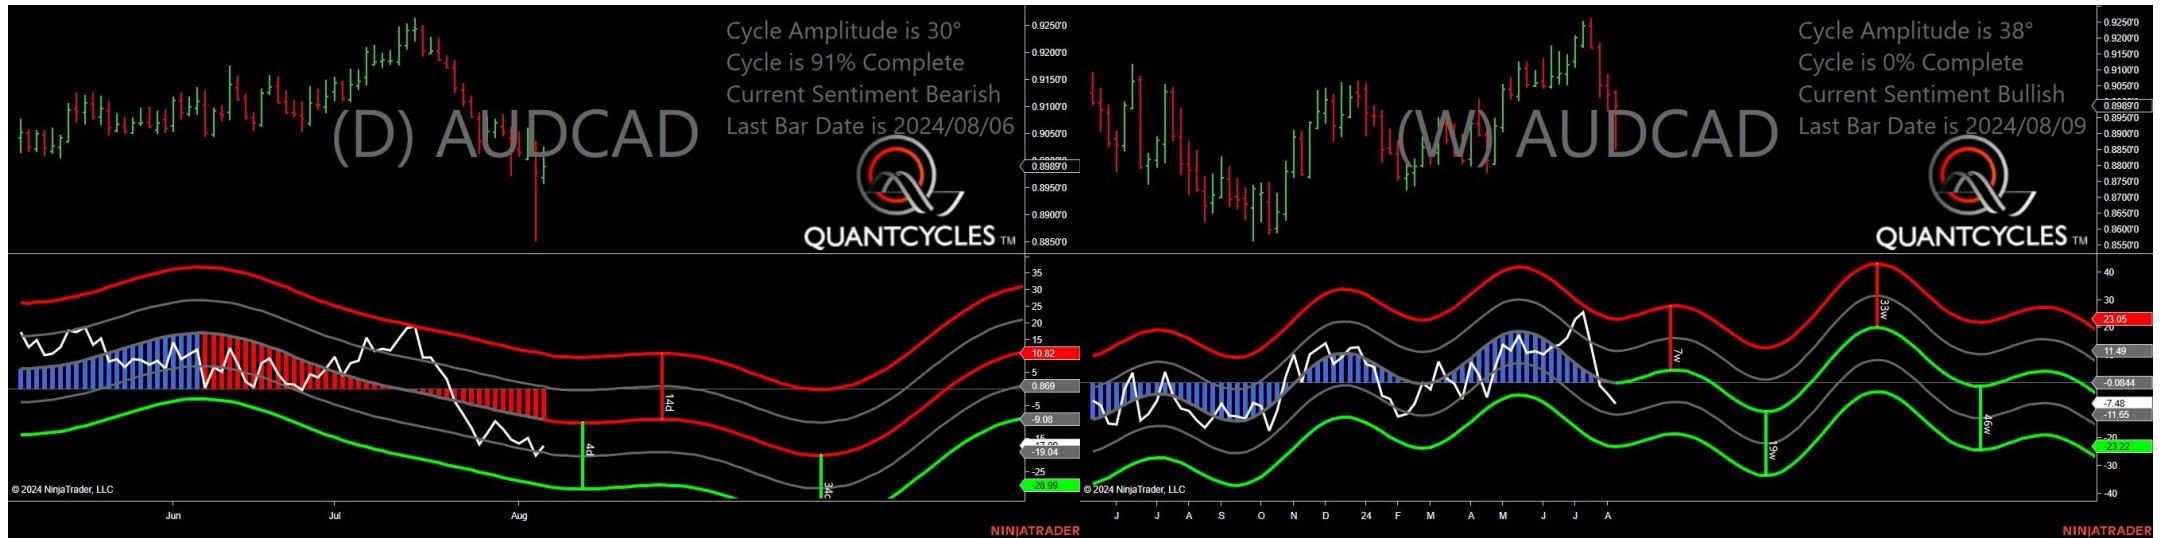 Cycle Amplitude is 30°
Cycle is 91% Complete
Current Sentiment Bearish
Last Bar Date is 2024/08/06
(D) AUDCAD
QUANTCYCLES TM
0.9250'0
0.9200'0
0.9150'0
0.9100'0
0.9050'0
0.8989'0
0.8950'0
0.8900'0
0.8850'0
35
30
25
20
15
10.82
5
0.869
-5
-9.08
-19.04
-25
-28.99
4d
14d
© 2024 NinjaTrader, LLC
Jun
Jul
Aug
NINJATRADER
Cycle Amplitude is 38°
Cycle is 0% Complete
Current Sentiment Bullish
Last Bar Date is 2024/08/09
(W) AUDCAD
QUANTCYCLES TM
0.9250'0
0.9200'0
0.9150'0
0.9100'0
0.9050'0
0.8989'0
0.8950'0
0.8900'0
0.8850'0
0.8800'0
0.8750'0
0.8700'0
0.8650'0
0.8600'0
0.8550'0
40
30
23.05
20
11.49
-0.0844
-7.48
-11.65
-20
-23.22
-30
-40
7w
19w
33w
46w
© 2024 NinjaTrader, LLC
J
J
A
S
O
N
D
24
F
M
A
M
J
J
A
NINJATRADER